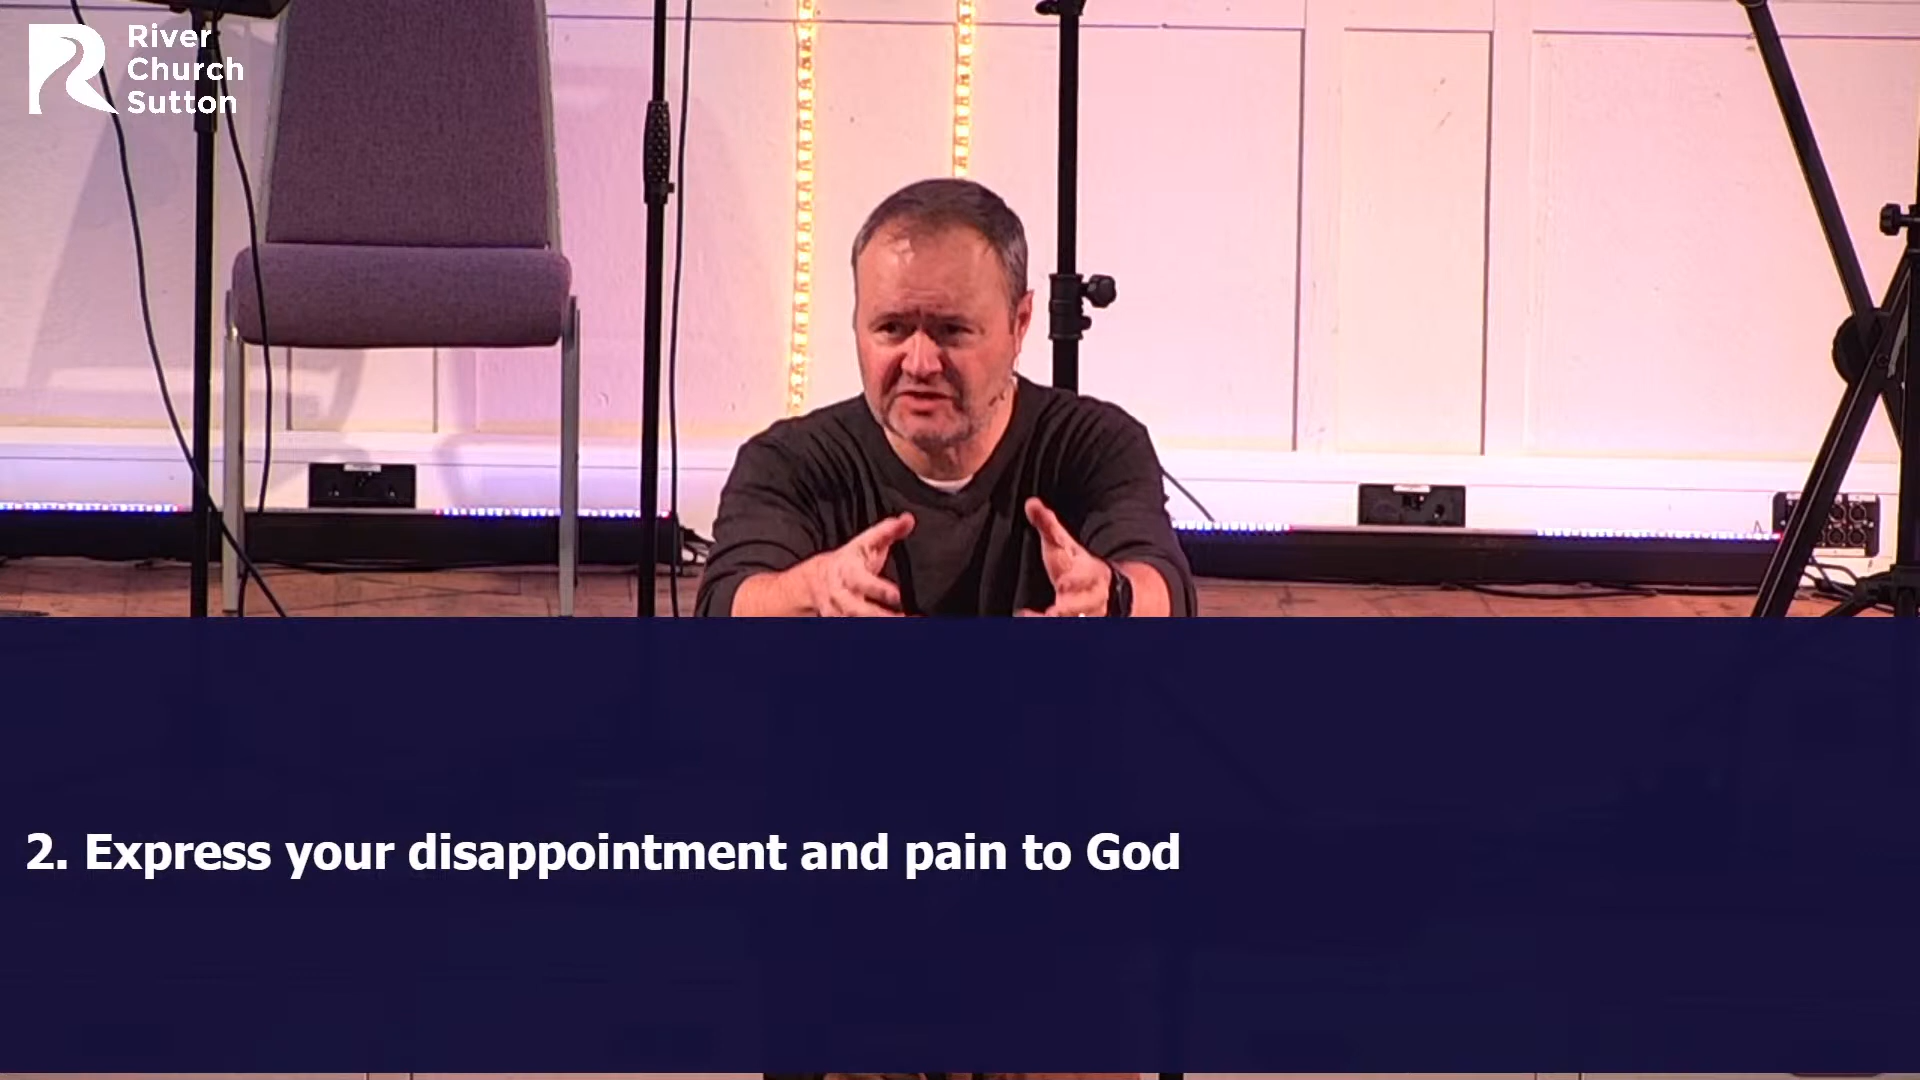 River
Church
Sutton
2. Express your disappointment and pain to God